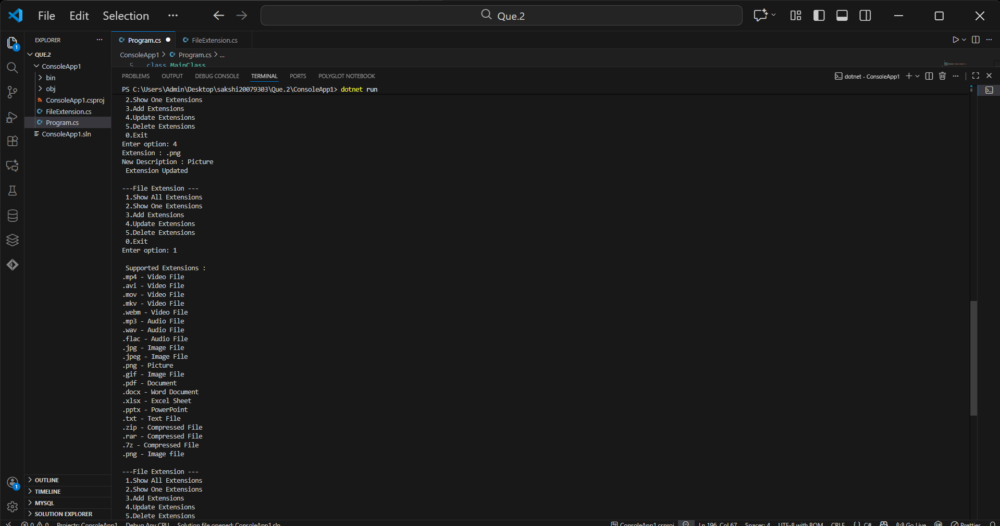 File Edit Selection ··· Que.2
EXPLORER ···
QUE.2
ConsoleApp1
bin
obj
ConsoleApp1.csproj
FileExtension.cs
Program.cs
ConsoleApp1.sln
OUTLINE
TIMELINE
MYSQL
SOLUTION EXPLORER
1
1
Program.cs FileExtension.cs
ConsoleApp1 > Program.cs > ...
5 class MainClass
PROBLEMS OUTPUT DEBUG CONSOLE TERMINAL PORTS POLYGLOT NOTEBOOK dotnet - ConsoleApp1
PS C:\Users\Admin\Desktop\sakshi20079303\Que.2\ConsoleApp1> dotnet run
2.Show One Extensions
3.Add Extensions
4.Update Extensions
5.Delete Extensions
0.Exit
Enter option: 4
Extension : .png
New Description : Picture
Extension Updated
---File Extension ---
1.Show All Extensions
2.Show One Extensions
3.Add Extensions
4.Update Extensions
5.Delete Extensions
0.Exit
Enter option: 1
Supported Extensions :
.mp4 - Video File
.avi - Video File
.mov - Video File
.mkv - Video File
.webm - Video File
.mp3 - Audio File
.wav - Audio File
.flac - Audio File
.jpg - Image File
.jpeg - Image File
.png - Picture
.gif - Image File
.pdf - Document
.docx - Word Document
.xlsx - Excel Sheet
.pptx - PowerPoint
.txt - Text File
.zip - Compressed File
.rar - Compressed File
.7z - Compressed File
.png - Image file
---File Extension ---
1.Show All Extensions
2.Show One Extensions
3.Add Extensions
4.Update Extensions
5.Delete Extensions
0 0 Projects: ConsoleApp1 Debug Any CPU Solution file opened: ConsoleApp1.sln ConsoleApp1.csproj Ln 196, Col 67 Spaces: 4 UTF-8 with BOM CRLF { } C# Go Live Prettier